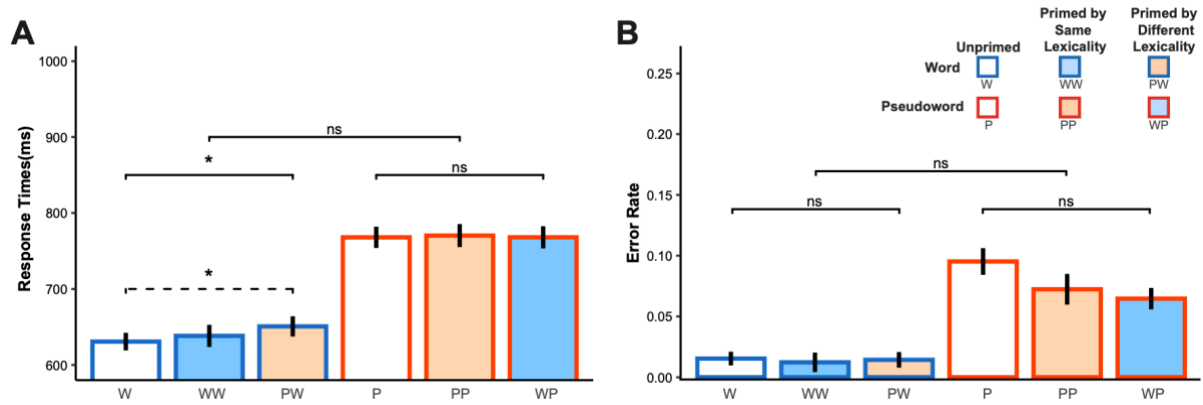 A
Response Times(ms)
1000
900
800
700
600
ns
*
ns
*
W WW PW P PP WP
B
Error Rate
0.25
0.20
0.15
0.10
0.05
0.00
ns
ns
ns
W WW PW P PP WP
Unprimed
Primed by
Same
Lexicality
Primed by
Different
Lexicality
Word
W WW PW
Pseudoword
P PP WP